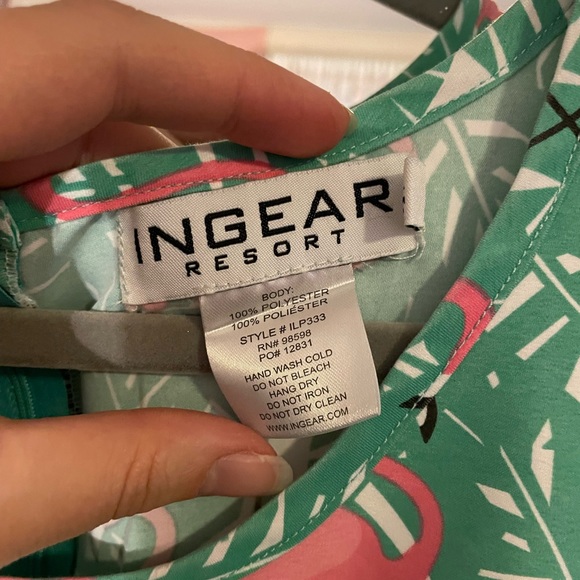 INGEAR
RESORT
BODY:
100% POLYESTER
100% POLIÉSTER
STYLE # ILP333
RN# 98598
PO# 12831
HAND WASH COLD
DO NOT BLEACH
HANG DRY
DO NOT IRON
DO NOT DRY CLEAN
WWW.INGEAR.COM